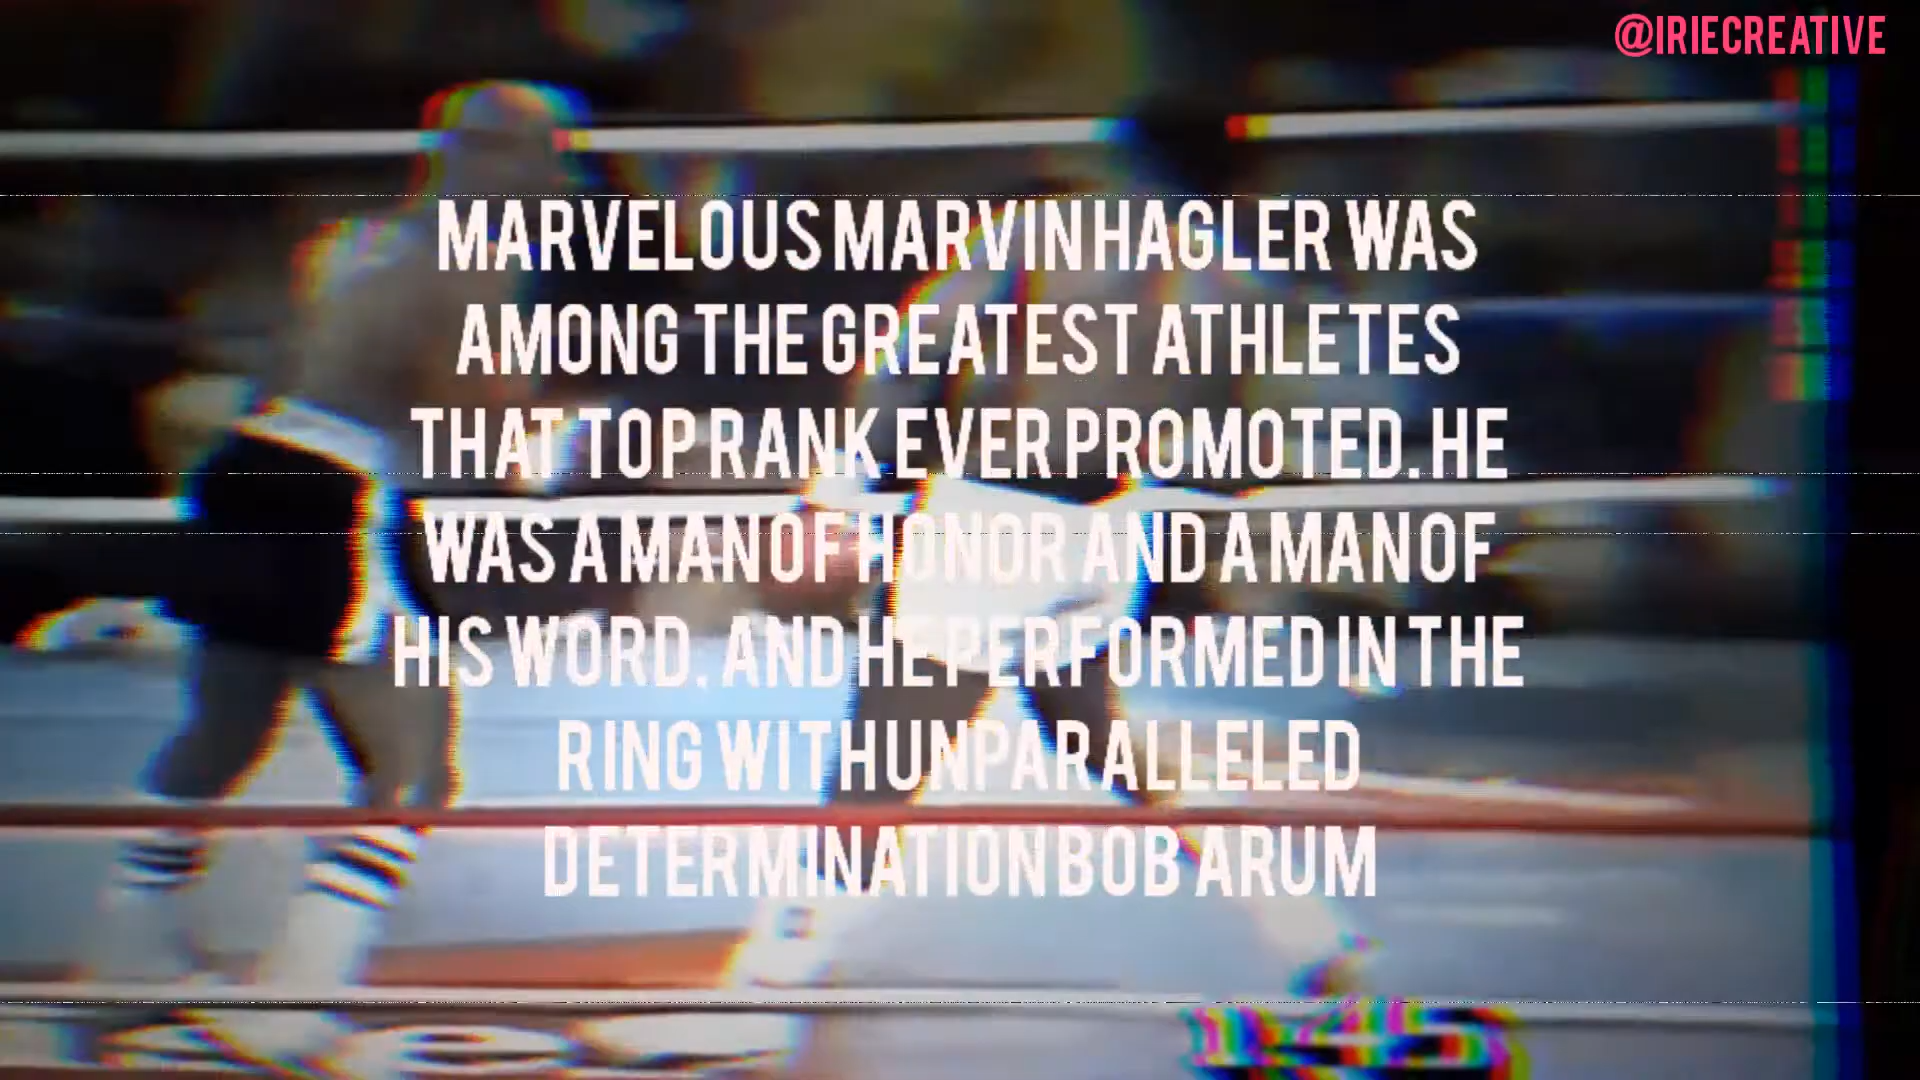 @IRIECREATIVE
MARVELOUS MARVIN HAGLER WAS
AMONG THE GREATEST ATHLETES
THAT TOP RANK EVER PROMOTED. HE
WAS A MAN OF HONOR AND A MAN OF
HIS WORD, AND HE PERFORMED IN THE
RING WITH UNPARALLELED
DETERMINATION BOB ARUM